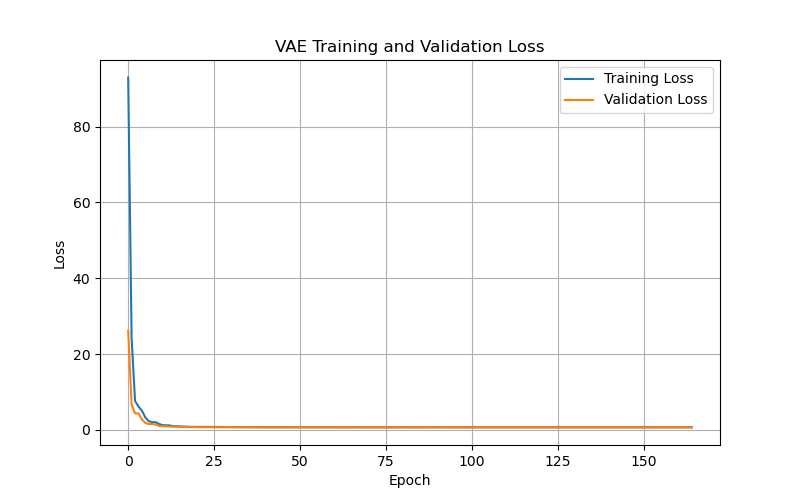 VAE Training and Validation Loss
Training Loss
Validation Loss
80
60
40
20
0
Loss
0 25 50 75 100 125 150
Epoch